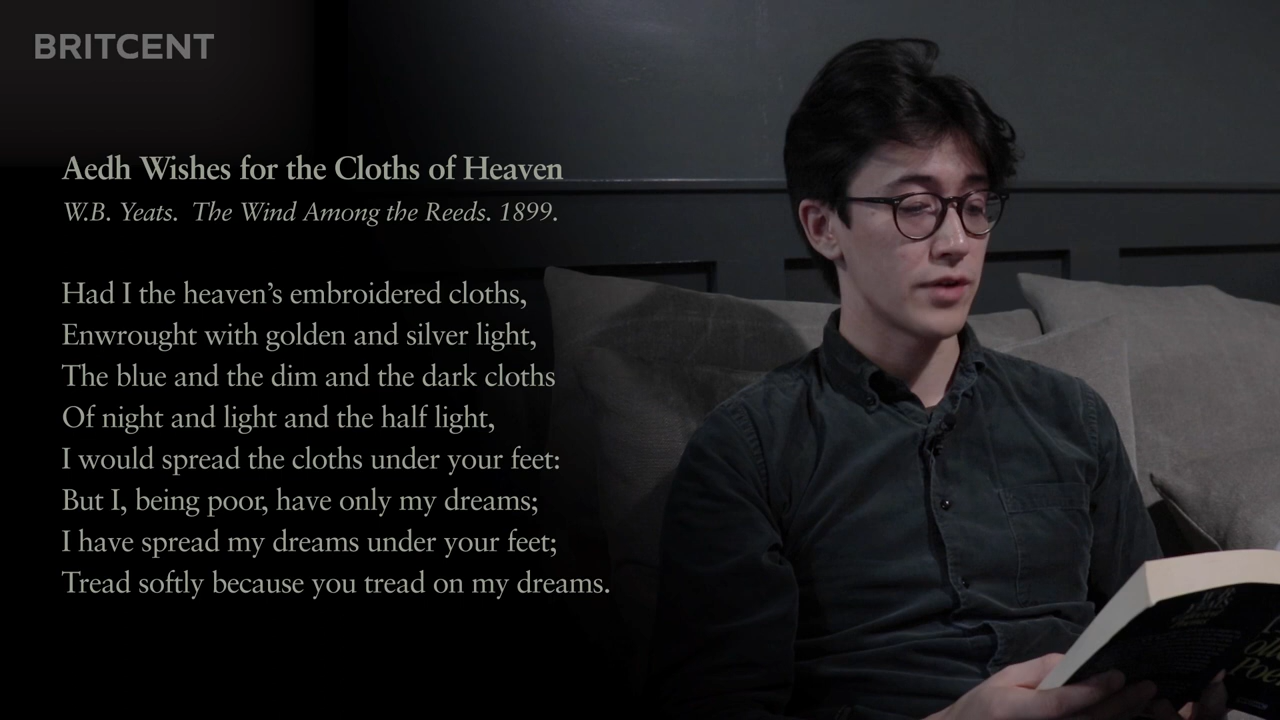 BRITCENT
Aedh Wishes for the Cloths of Heaven
W.B. Yeats. The Wind Among the Reeds. 1899.
Had I the heaven’s embroidered cloths,
Enwrought with golden and silver light,
The blue and the dim and the dark cloths
Of night and light and the half light,
I would spread the cloths under your feet:
But I, being poor, have only my dreams;
I have spread my dreams under your feet;
Tread softly because you tread on my dreams.